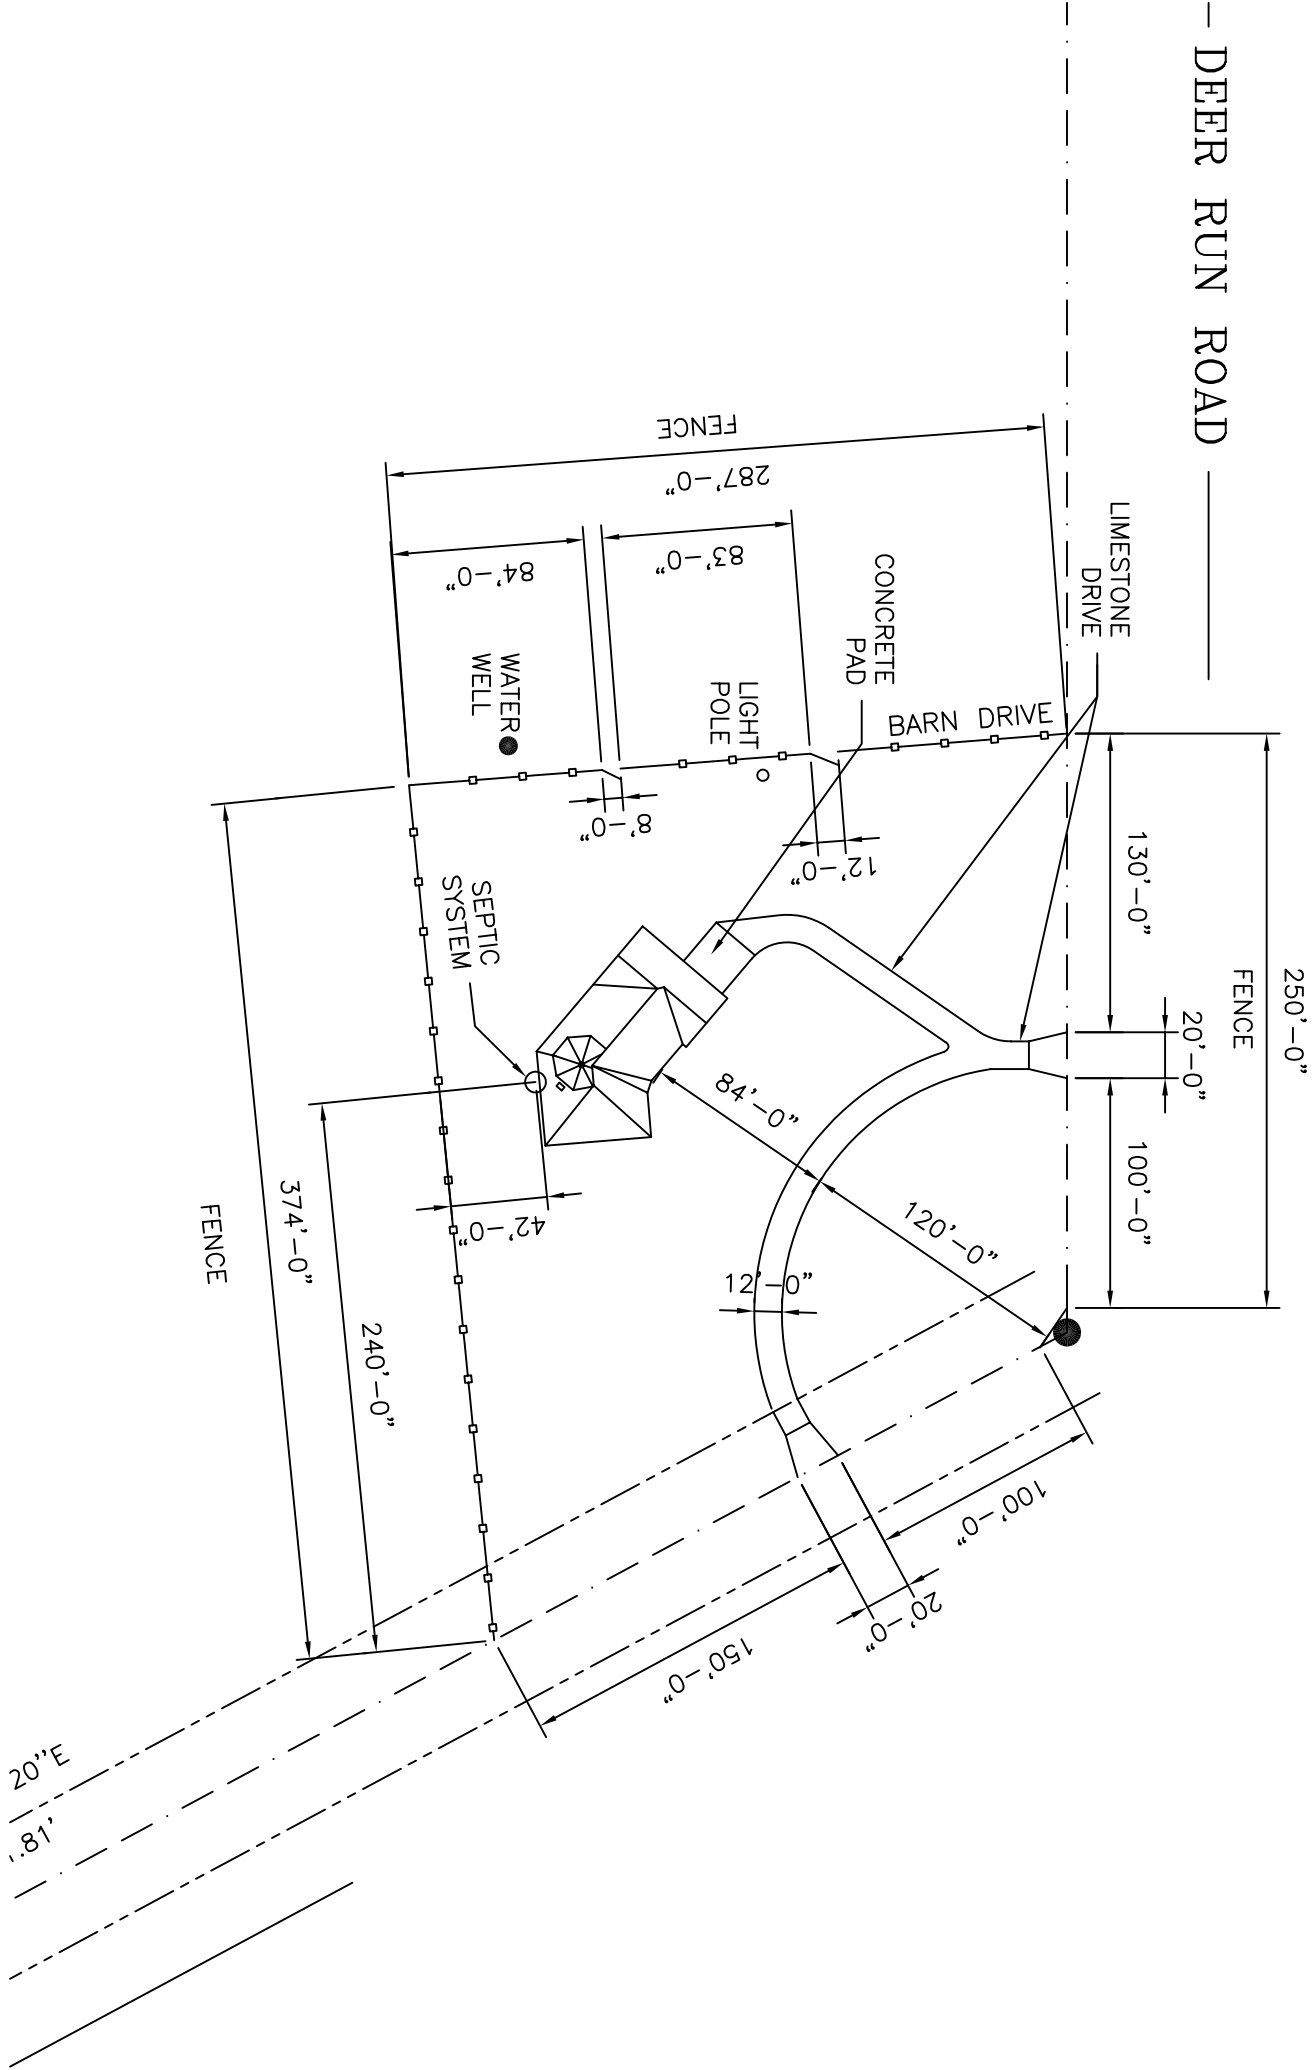 DEER RUN ROAD
250'-0"
FENCE
130'-0"
20'-0"
100'-0"
LIMESTONE
DRIVE
BARN DRIVE
CONCRETE
PAD
LIGHT
POLE
WATER
WELL
FENCE
287'-0"
83'-0"
84'-0"
12'-0"
8'-0"
SEPTIC
SYSTEM
84'-0"
120'-0"
12'-0"
42'-0"
240'-0"
374'-0"
FENCE
100'-0"
20'-0"
150'-0"
20"E
.81'